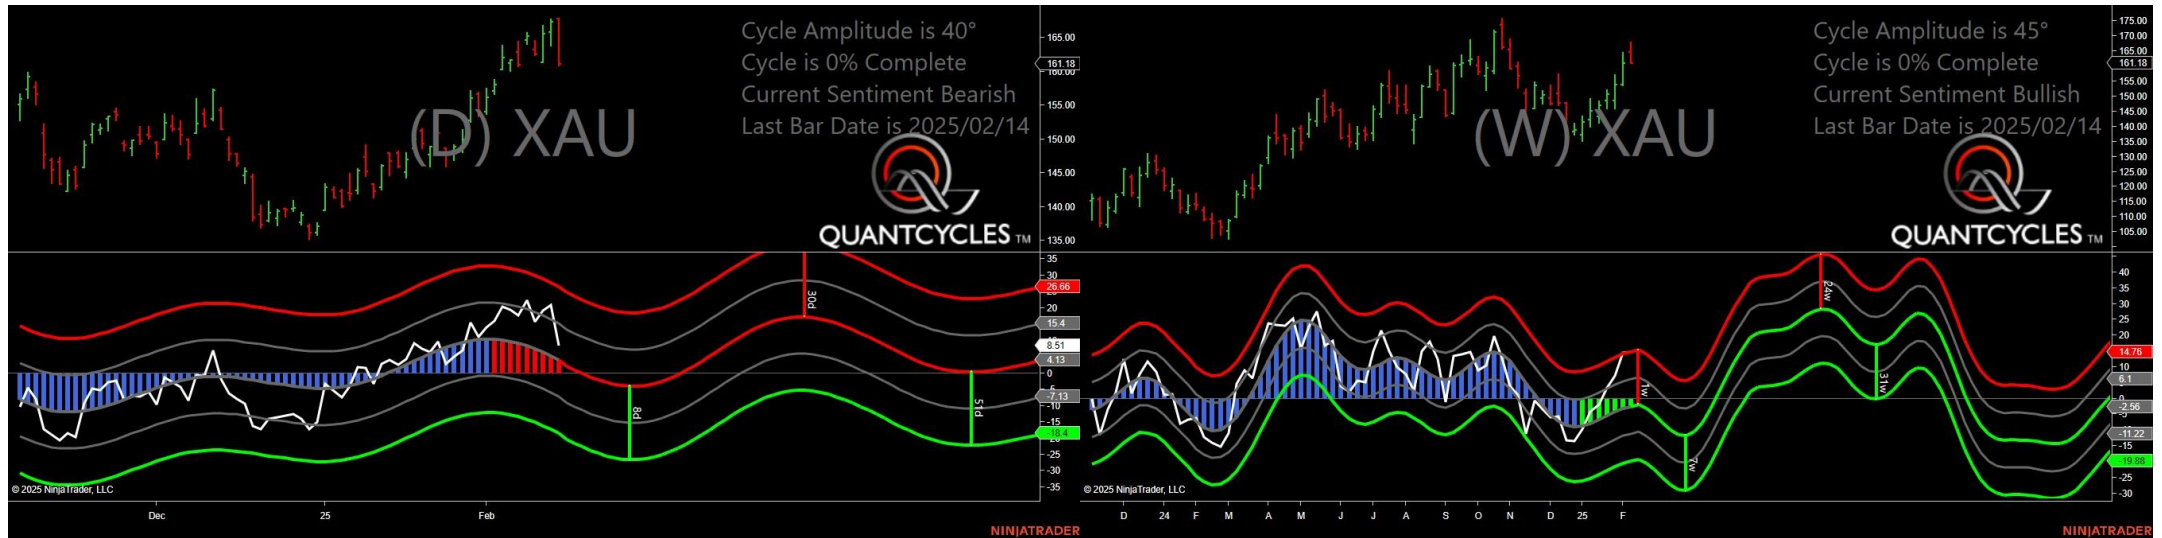 Cycle Amplitude is 40°
Cycle is 0% Complete
Current Sentiment Bearish
Last Bar Date is 2025/02/14
(D) XAU
QUANTCYCLES TM
165.00
161.18
160.00
155.00
150.00
145.00
140.00
135.00
35
30
26.66
20
15.4
8.51
4.13
0
-5
-7.13
-10
-15
-18.4
-25
-30
-35
30d
8d
51d
© 2025 NinjaTrader, LLC
Dec
25
Feb
NINJATRADER
Cycle Amplitude is 45°
Cycle is 0% Complete
Current Sentiment Bullish
Last Bar Date is 2025/02/14
(W) XAU
QUANTCYCLES TM
175.00
170.00
165.00
161.18
155.00
150.00
145.00
140.00
135.00
130.00
125.00
120.00
115.00
110.00
105.00
40
35
30
25
20
14.76
10
6.1
0
-2.56
-11.22
-15
-19.88
-25
-30
24w
1w
31w
7w
© 2025 NinjaTrader, LLC
D 24 F M A M J J A S O N D 25 F
NINJATRADER